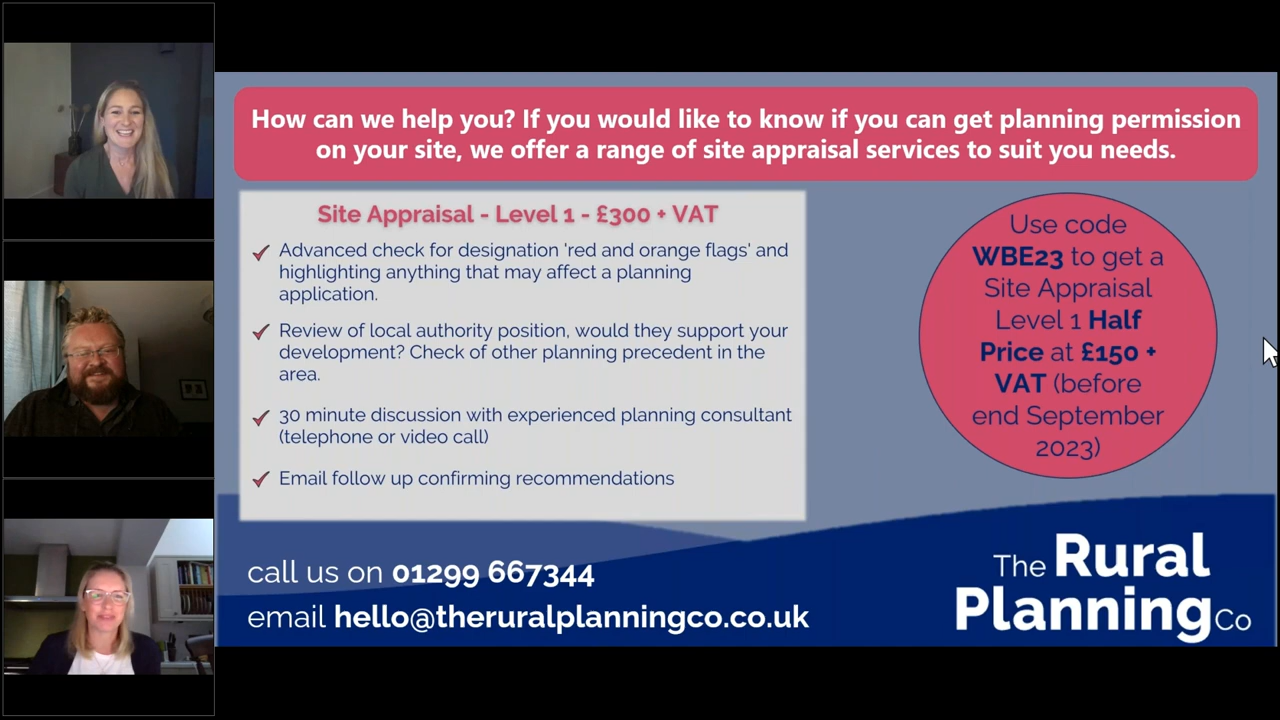 How can we help you? If you would like to know if you can get planning permission
on your site, we offer a range of site appraisal services to suit you needs.
Site Appraisal - Level 1 - £300 + VAT
Advanced check for designation 'red and orange flags' and
highlighting anything that may affect a planning
application.
Review of local authority position, would they support your
development? Check of other planning precedent in the
area.
30 minute discussion with experienced planning consultant
(telephone or video call)
Email follow up confirming recommendations
Use code
WBE23 to get a
Site Appraisal
Level 1 Half
Price at £150 +
VAT (before
end September
2023)
call us on 01299 667344
email hello@theruralplanningco.co.uk
The Rural
Planning Co